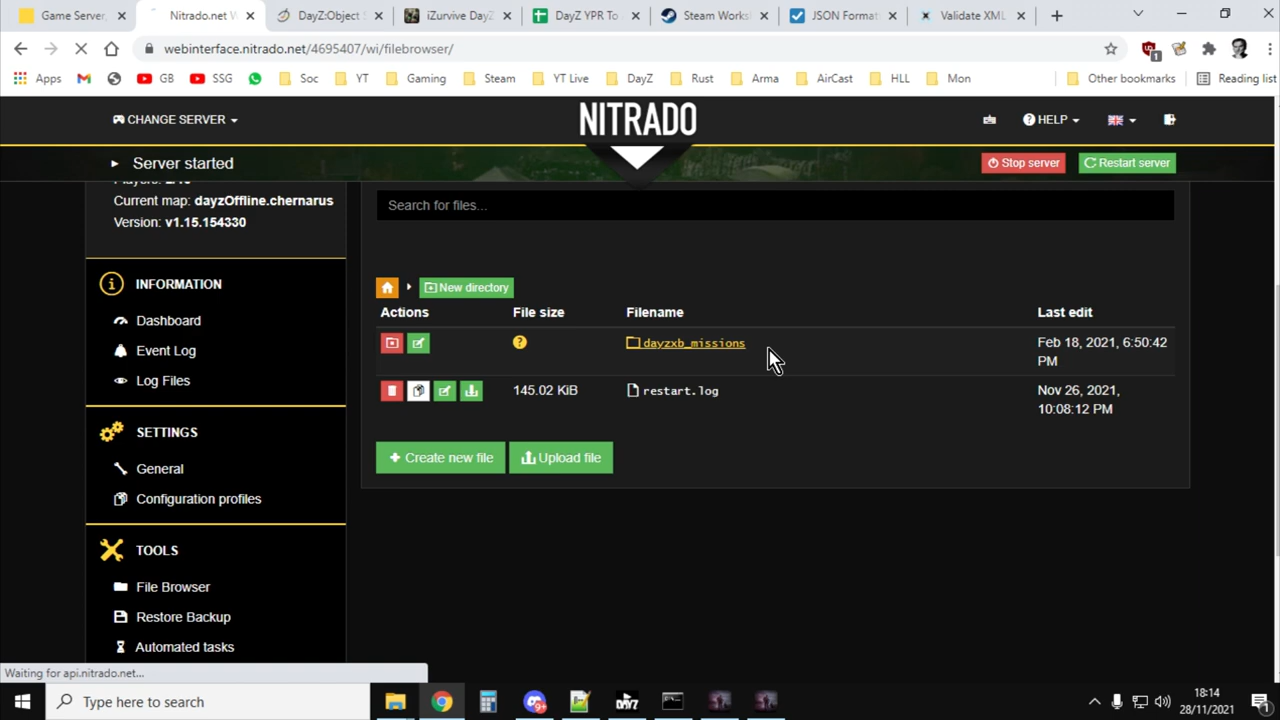 Game Server,
Nitrado.net W
DayZ:Object S
iZurvive DayZ
DayZ YPR To
Steam Worksh
JSON Format
Validate XML
webinterface.nitrado.net/4695407/wi/filebrowser/
1
Apps
GB
SSG
Soc
YT
Gaming
Steam
YT Live
DayZ
Rust
Arma
AirCast
HLL
Mon
Other bookmarks
Reading list
CHANGE SERVER
NITRADO
HELP
Server started
Stop server
Restart server
Current map: dayzOffline.chernarus
Version: v1.15.154330
Search for files...
INFORMATION
Dashboard
Event Log
Log Files
SETTINGS
General
Configuration profiles
TOOLS
File Browser
Restore Backup
Automated tasks
New directory
Actions File size Filename Last edit
? dayzxb_missions Feb 18, 2021, 6:50:42
PM
145.02 KiB restart.log Nov 26, 2021,
10:08:12 PM
+ Create new file
Upload file
Waiting for api.nitrado.net...
Type here to search
9+
DAYZ
18:14
28/11/2021
1